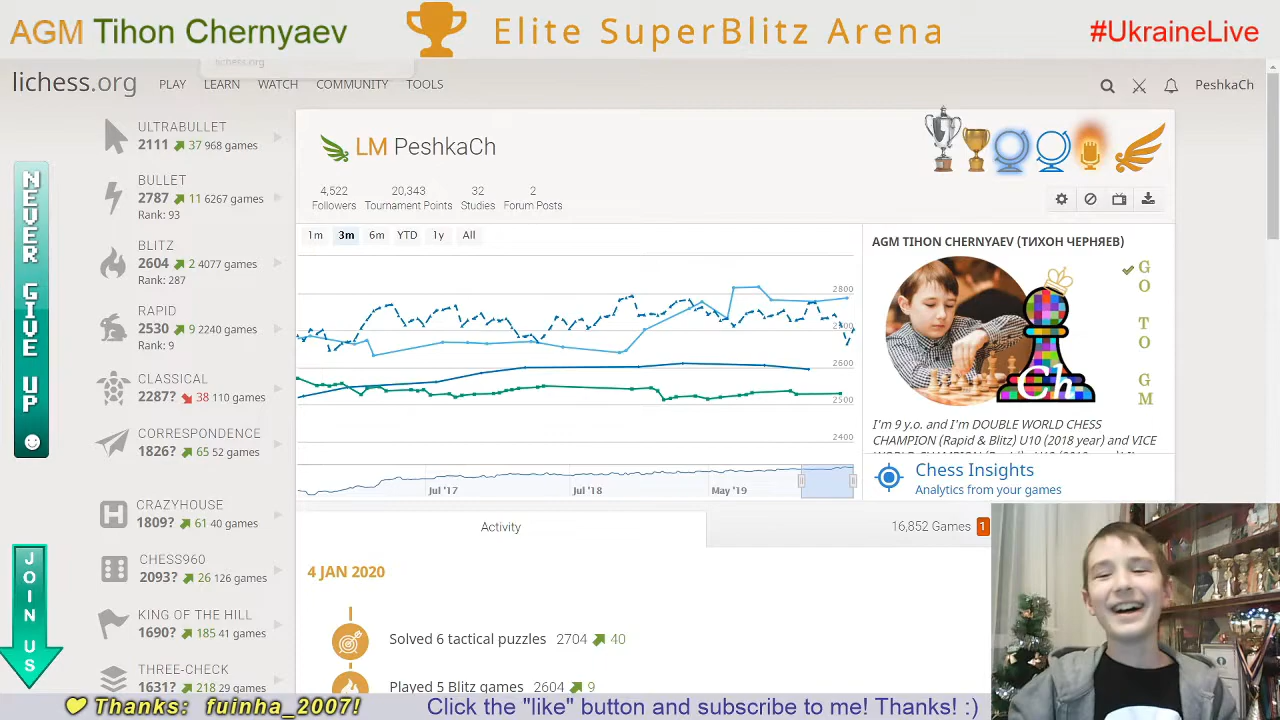 AGM Tihon Chernyaev
Elite SuperBlitz Arena
#UkraineLive
lichess.org
lichess.org
PLAY LEARN WATCH COMMUNITY TOOLS
PeshkaCh
NEVER GIVE UP
JOIN US
ULTRABULLET
2111 37 968 games
BULLET
2787 11 6267 games
Rank: 93
BLITZ
2604 2 4077 games
Rank: 287
RAPID
2530 9 2240 games
Rank: 9
CLASSICAL
2287? 38 110 games
CORRESPONDENCE
1826? 65 52 games
CRAZYHOUSE
1809? 61 40 games
CHESS960
2093? 26 126 games
KING OF THE HILL
1690? 185 41 games
THREE-CHECK
1631? 218 29 games
LM PeshkaCh
4,522 20,343 32 2
Followers Tournament Points Studies Forum Posts
1m 3m 6m YTD 1y All
2800
2700
2600
2500
2400
Jul '17 Jul '18 May '19
AGM TIHON CHERNYAEV (ТИХОН ЧЕРНЯЕВ)
Ch
GO TO GM
I'm 9 y.o. and I'm DOUBLE WORLD CHESS
CHAMPION (Rapid & Blitz) U10 (2018 year) and VICE
Chess Insights
Analytics from your games
Activity
16,852 Games 1
4 JAN 2020
Solved 6 tactical puzzles 2704 40
Played 5 Blitz games 2604 9
Thanks: fuinha_2007!
Click the "like" button and subscribe to me! Thanks! :)